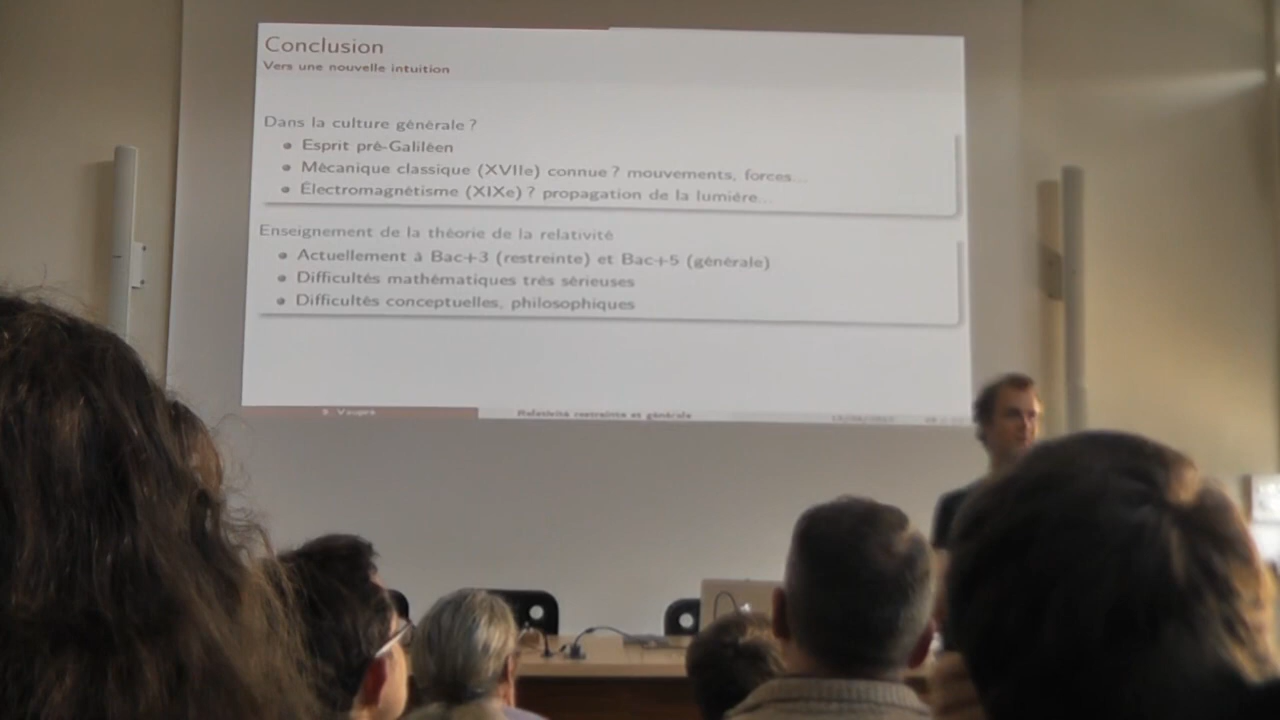 Conclusion
Vers une nouvelle intuition
Dans la culture générale ?
Esprit pré-Galiléen
Mécanique classique (XVIIe) connue ? mouvements, forces...
Électromagnétisme (XIXe) ? propagation de la lumière...
Enseignement de la théorie de la relativité
Actuellement à Bac+3 (restreinte) et Bac+5 (générale)
Difficultés mathématiques très sérieuses
Difficultés conceptuelles, philosophiques
Relativité restreinte et générale